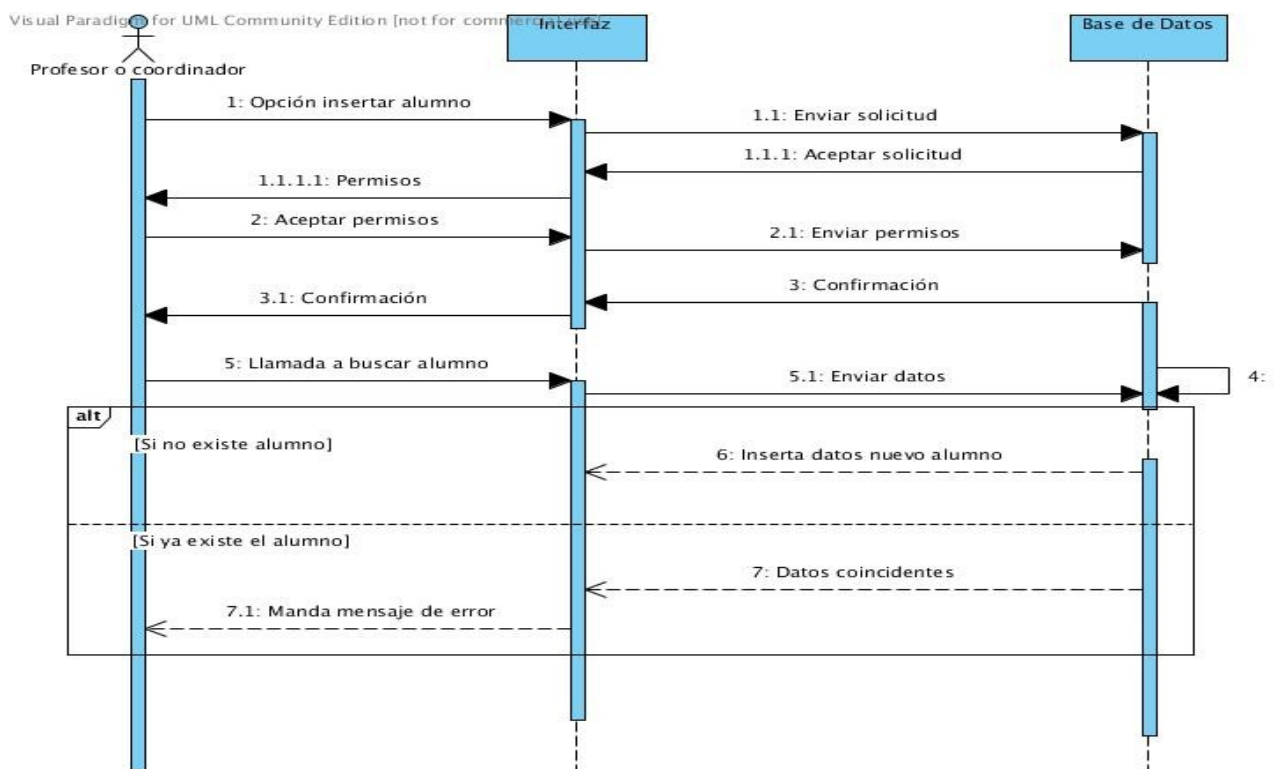 Visual Paradigm for UML Community Edition [not for commercial use]
Interfaz
Base de Datos
Profesor o coordinador
1: Opción insertar alumno
1.1: Enviar solicitud
1.1.1: Aceptar solicitud
1.1.1.1: Permisos
2: Aceptar permisos
2.1: Enviar permisos
3: Confirmación
3.1: Confirmación
5: Llamada a buscar alumno
5.1: Enviar datos
4:
alt
[Si no existe alumno]
6: Inserta datos nuevo alumno
[Si ya existe el alumno]
7: Datos coincidentes
7.1: Manda mensaje de error